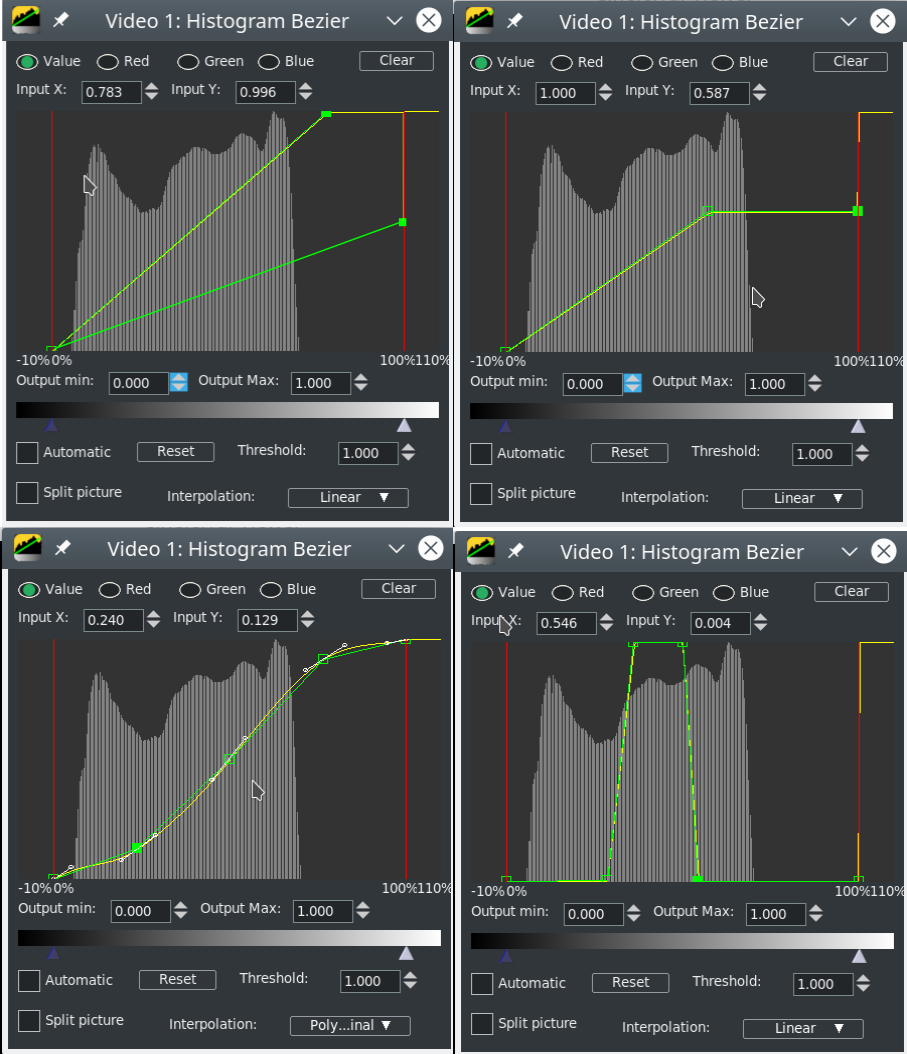 Video 1: Histogram Bezier
Value Red Green Blue Clear
Input X: 0.783 Input Y: 0.996
-10%0% 100%110%
Output min: 0.000 Output Max: 1.000
Automatic Reset Threshold: 1.000
Split picture Interpolation: Linear
Video 1: Histogram Bezier
Value Red Green Blue Clear
Input X: 1.000 Input Y: 0.587
-10%0% 100%110%
Output min: 0.000 Output Max: 1.000
Automatic Reset Threshold: 1.000
Split picture Interpolation: Linear
Video 1: Histogram Bezier
Value Red Green Blue Clear
Input X: 0.240 Input Y: 0.129
-10%0% 100%110%
Output min: 0.000 Output Max: 1.000
Automatic Reset Threshold: 1.000
Split picture Interpolation: Poly...inal
Video 1: Histogram Bezier
Value Red Green Blue Clear
Input X: 0.546 Input Y: 0.004
-10%0% 100%110%
Output min: 0.000 Output Max: 1.000
Automatic Reset Threshold: 1.000
Split picture Interpolation: Linear